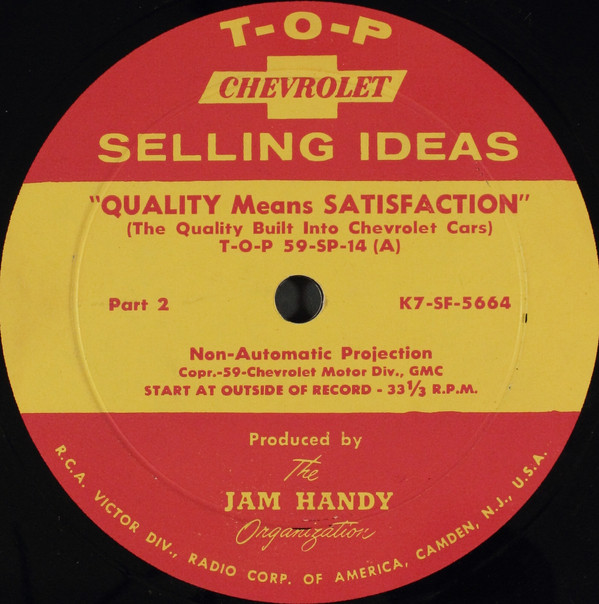 T-O-P
CHEVROLET
SELLING IDEAS
"QUALITY Means SATISFACTION"
(The Quality Built Into Chevrolet Cars)
T-O-P 59-SP-14 (A)
Part 2
K7-SF-5664
Non-Automatic Projection
Copr.-59-Chevrolet Motor Div., GMC
START AT OUTSIDE OF RECORD - 33⅓ R.P.M.
Produced by
The
JAM HANDY
Organization
R.C.A. VICTOR DIV., RADIO CORP. OF AMERICA, CAMDEN, N.J., U.S.A.